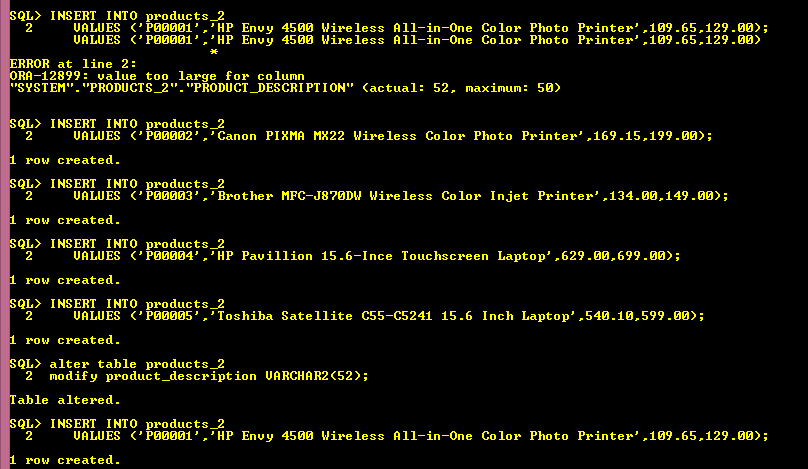 SQL> INSERT INTO products_2
  2     VALUES ('P00001','HP Envy 4500 Wireless All-in-One Color Photo Printer',109.65,129.00);
        VALUES ('P00001','HP Envy 4500 Wireless All-in-One Color Photo Printer',109.65,129.00)
                         *
ERROR at line 2:
ORA-12899: value too large for column
"SYSTEM"."PRODUCTS_2"."PRODUCT_DESCRIPTION" (actual: 52, maximum: 50)
SQL> INSERT INTO products_2
  2     VALUES ('P00002','Canon PIXMA MX22 Wireless Color Photo Printer',169.15,199.00);
1 row created.
SQL> INSERT INTO products_2
  2     VALUES ('P00003','Brother MFC-J870DW Wireless Color Injet Printer',134.00,149.00);
1 row created.
SQL> INSERT INTO products_2
  2     VALUES ('P00004','HP Pavillion 15.6-Ince Touchscreen Laptop',629.00,699.00);
1 row created.
SQL> INSERT INTO products_2
  2     VALUES ('P00005','Toshiba Satellite C55-C5241 15.6 Inch Laptop',540.10,599.00);
1 row created.
SQL> alter table products_2
  2  modify product_description VARCHAR2(52);
Table altered.
SQL> INSERT INTO products_2
  2     VALUES ('P00001','HP Envy 4500 Wireless All-in-One Color Photo Printer',109.65,129.00);
1 row created.